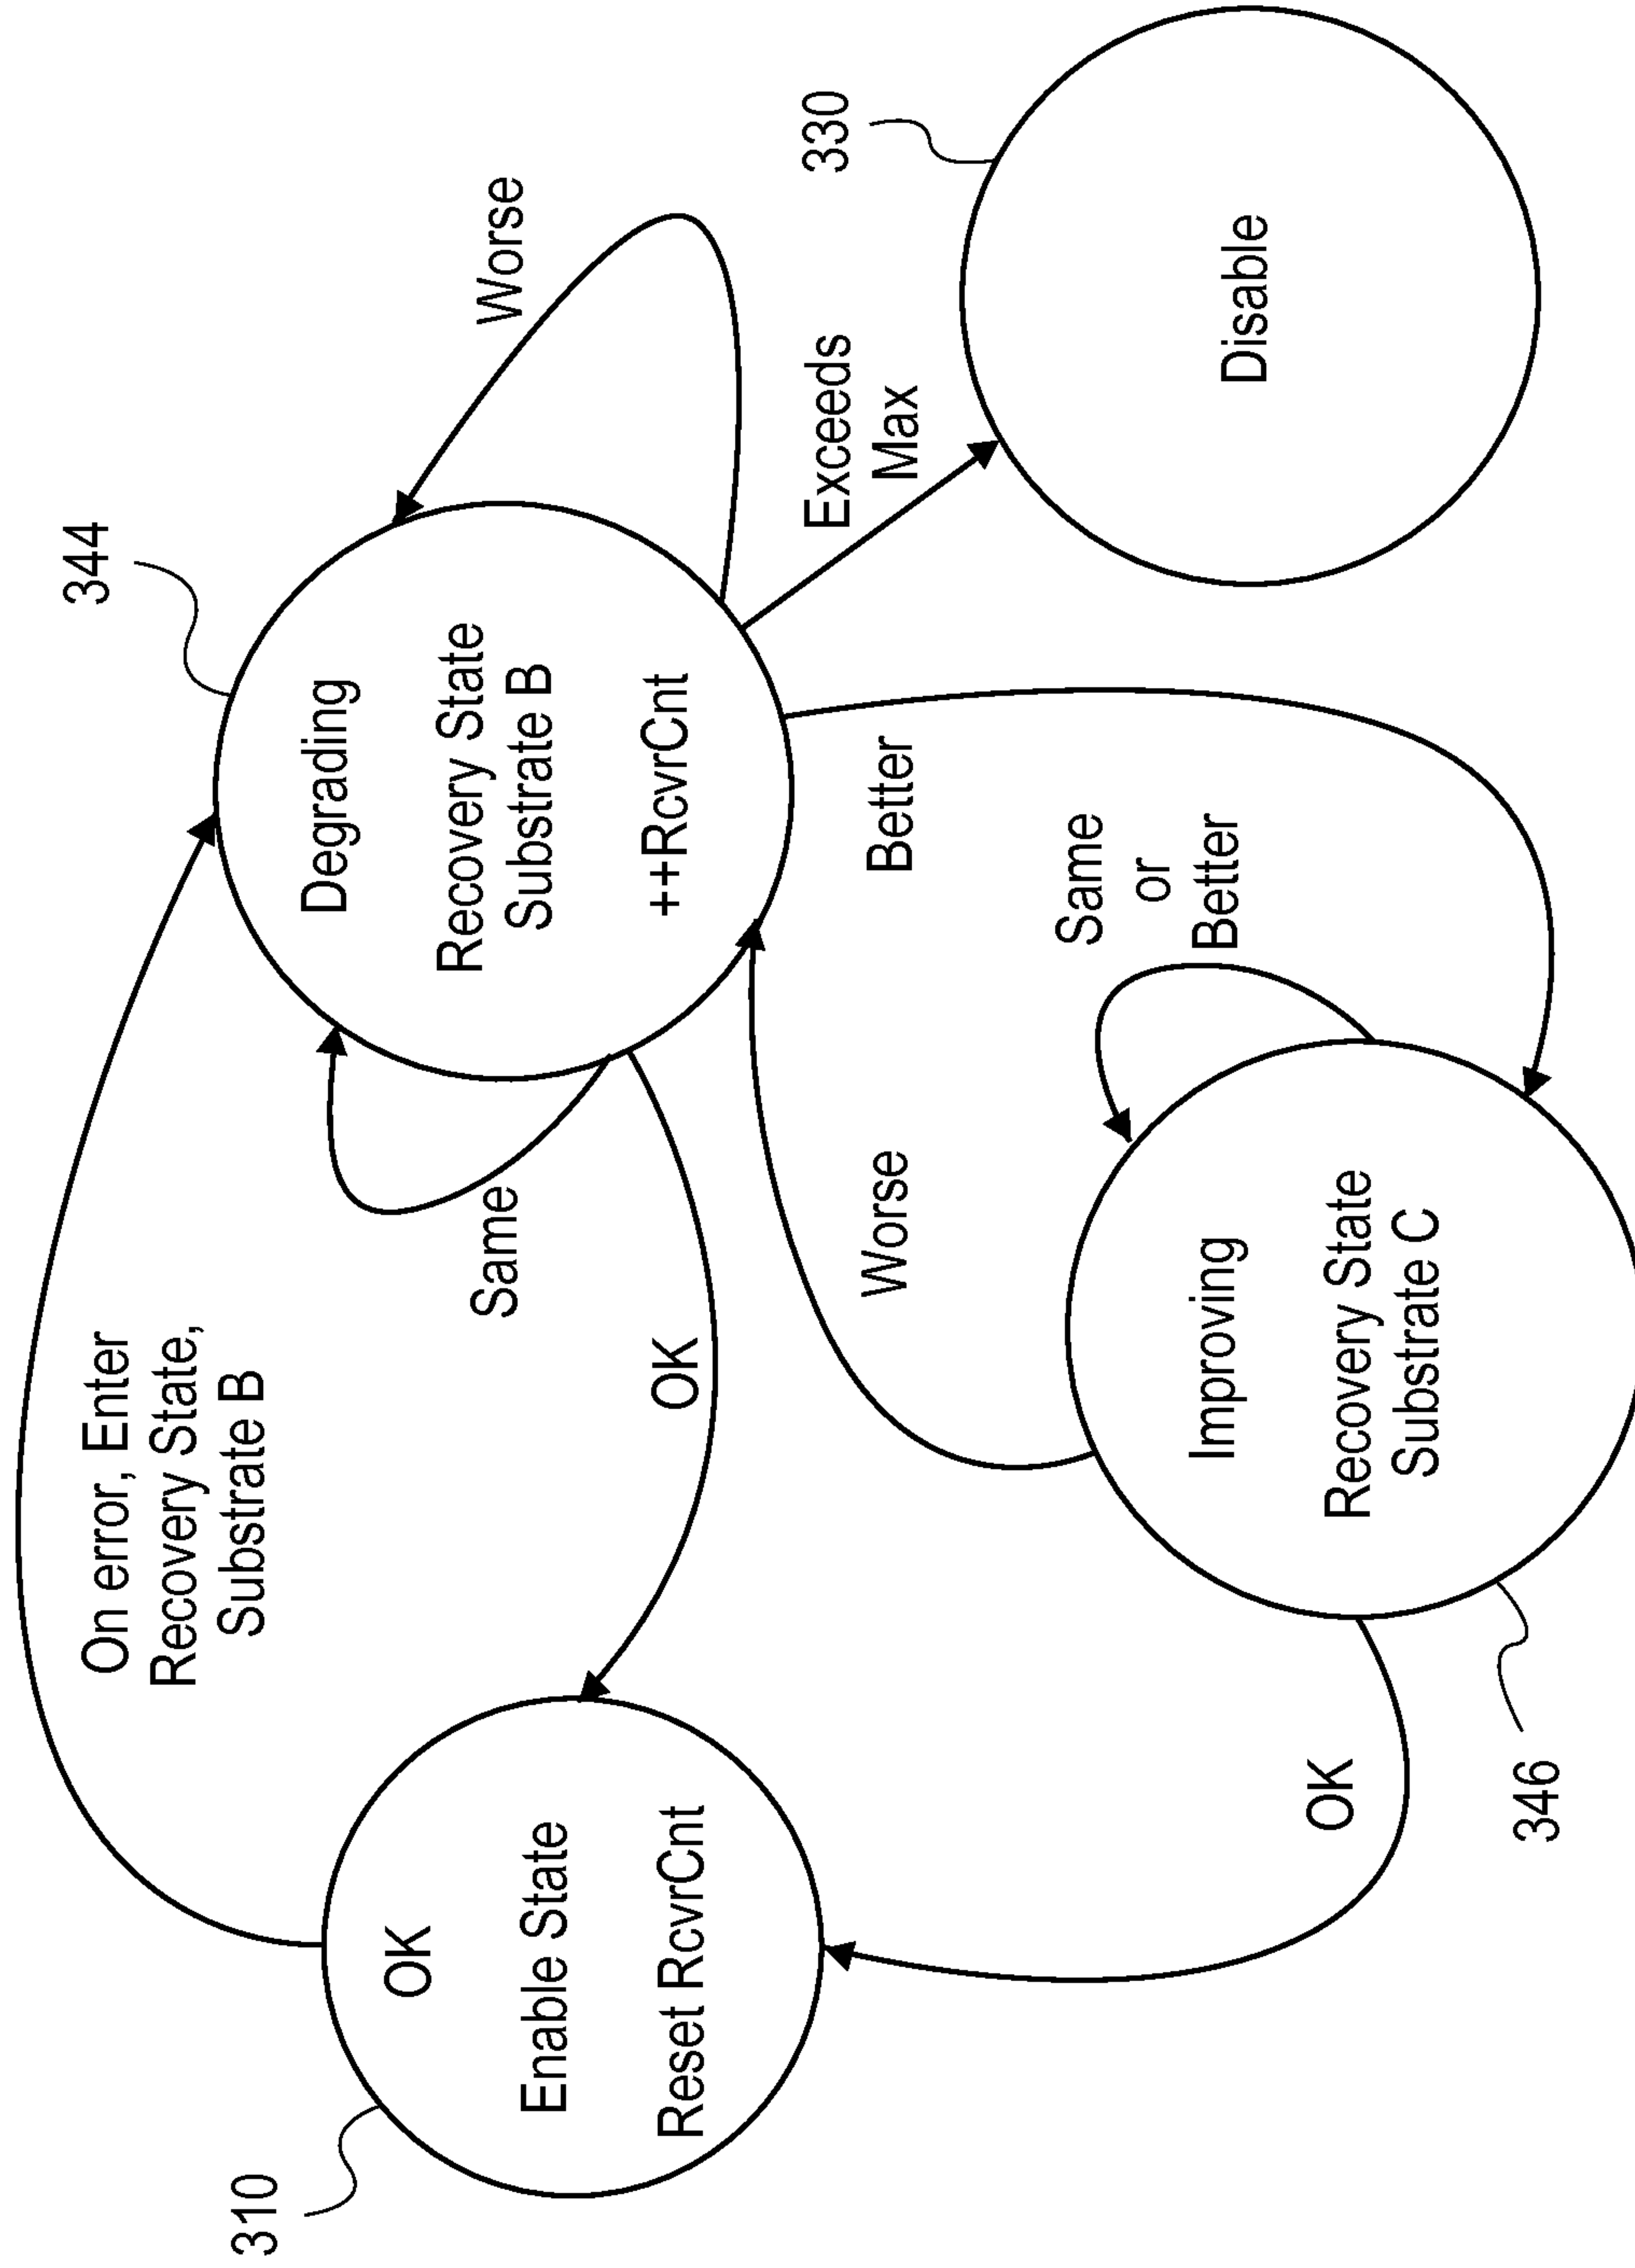 344
On error, Enter
Recovery State,
Substrate B
Worse
Degrading
Recovery State
Substrate B
++RcvrCnt
310
OK
Enable State
Reset RcvrCnt
Same
OK
Exceeds
Max
330
Disable
Worse
Better
Same
or
Better
Improving
Recovery State
Substrate C
OK
346